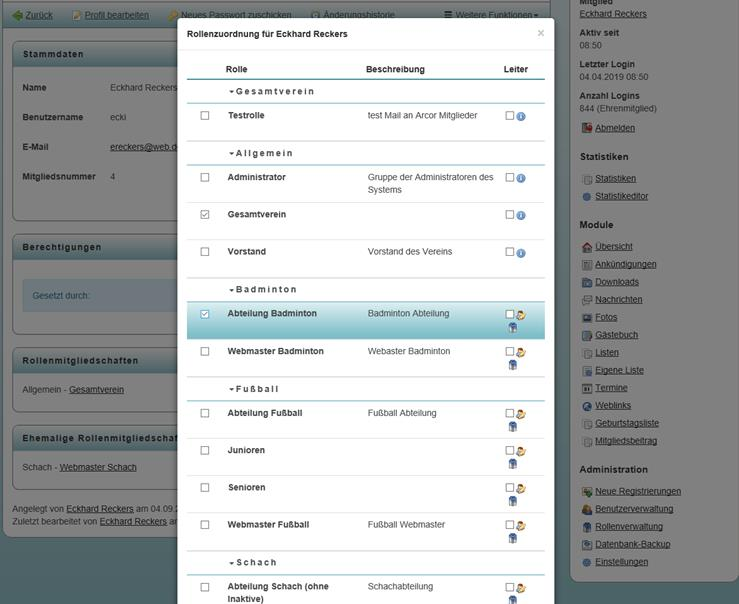 Zurück
Profil bearbeiten
Neues Passwort zuschicken
Änderungshistorie
Weitere Funktionen
Stammdaten
Name
Eckhard Reckers
Benutzername
ecki
E-Mail
ereckers@web.d
Mitgliedsnummer
4
Berechtigungen
Gesetzt durch:
Rollenmitgliedschaften
Allgemein - Gesamtverein
Ehemalige Rollenmitgliedschaf
Schach - Webmaster Schach
Angelegt von Eckhard Reckers am 04.09.2
Zuletzt bearbeitet von Eckhard Reckers am
Rollenzuordnung für Eckhard Reckers
×
Rolle
Beschreibung
Leiter
Gesamtverein
Testrolle
test Mail an Arcor Mitglieder
Allgemein
Administrator
Gruppe der Administratoren des
Systems
Gesamtverein
Vorstand
Vorstand des Vereins
Badminton
Abteilung Badminton
Badminton Abteilung
Webmaster Badminton
Webaster Badminton
Fußball
Abteilung Fußball
Fußball Abteilung
Junioren
Senioren
Webmaster Fußball
Fußball Webmaster
Schach
Abteilung Schach (ohne
Inaktive)
Schachabteilung
Mitglied
Eckhard Reckers
Aktiv seit
08:50
Letzter Login
04.04.2019 08:50
Anzahl Logins
844 (Ehrenmitglied)
Abmelden
Statistiken
Statistiken
Statistikeditor
Module
Übersicht
Ankündigungen
Downloads
Nachrichten
Fotos
Gästebuch
Listen
Eigene Liste
Termine
Weblinks
Geburtstagsliste
Mitgliedsbeitrag
Administration
Neue Registrierungen
Benutzerverwaltung
Rollenverwaltung
Datenbank-Backup
Einstellungen